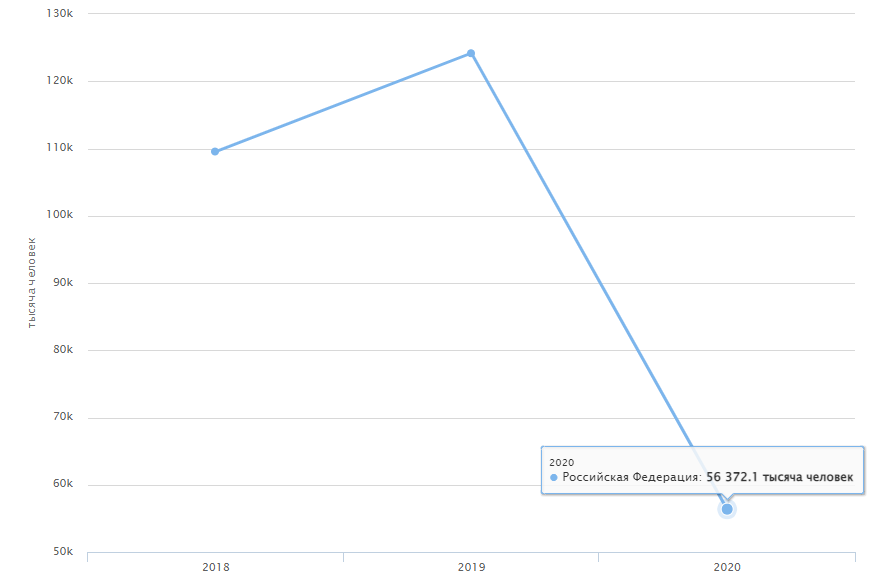 130k
120k
110k
100k
90k
80k
70k
60k
50k
тысяча человек
2020
Российская Федерация: 56 372.1 тысяча человек
2018 2019 2020